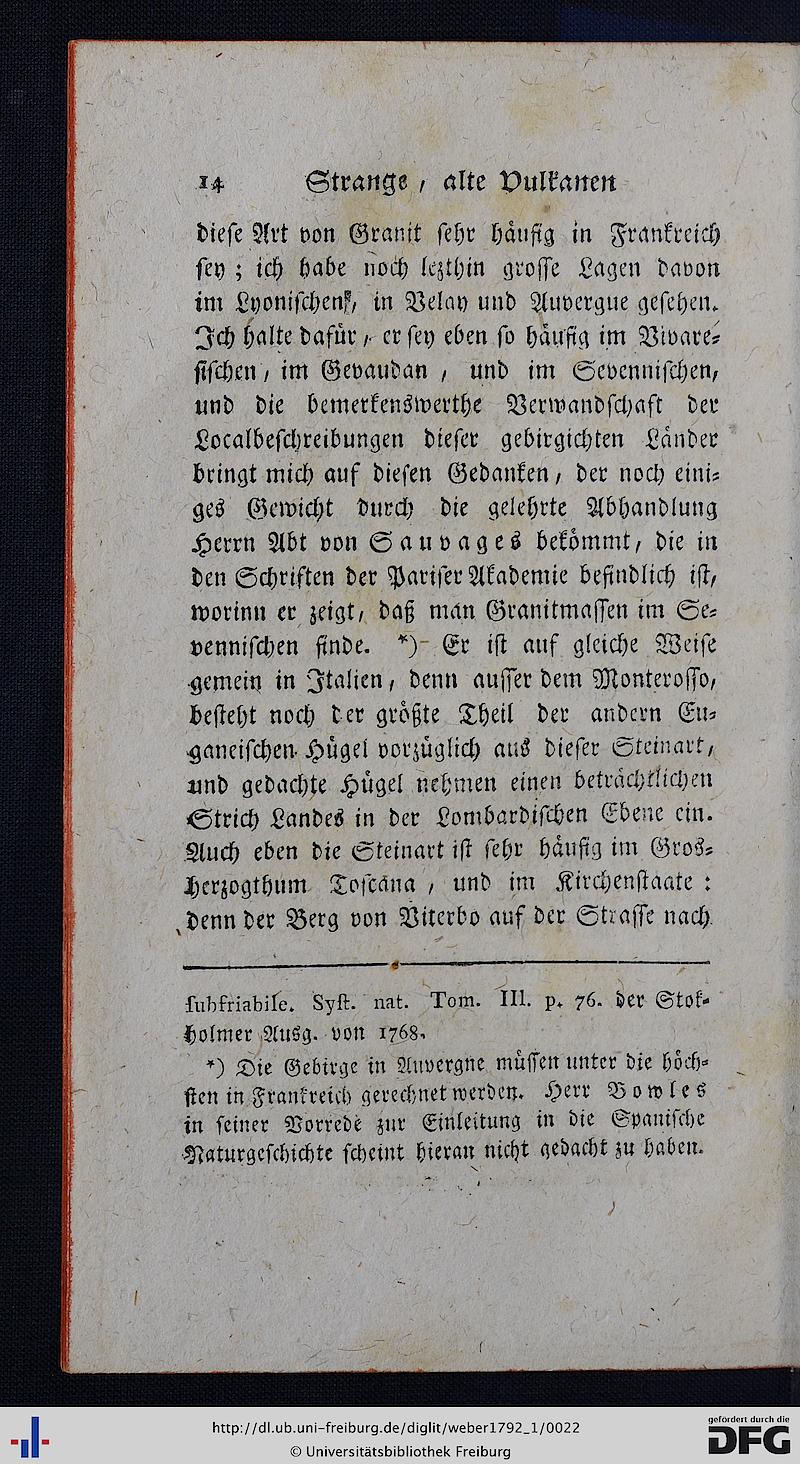 14 Strange, alte Vulkanen
dieſe Art von Granit ſehr häufig in Frankreich
ſey; ich habe noch lezthin groſſe Lagen davon
im Lyoniſchen, in Velay und Auvergue geſehen.
Ich halte dafür, er ſey eben ſo häufig im Vivare⸗
ſiſchen, im Gevaudan, und im Sevenniſchen,
und die bemerkenswerthe Verwandſchaft der
Localbeſchreibungen dieſer gebirgichten Länder
bringt mich auf dieſen Gedanken, der noch eini⸗
ges Gewicht durch die gelehrte Abhandlung
Herrn Abt von Sauvages bekömmt, die in
den Schriften der Pariſer Akademie befindlich iſt,
worinn er zeigt, daß man Granitmaſſen im Se⸗
venniſchen finde. *) Er iſt auf gleiche Weiſe
gemein in Italien, denn auſſer dem Monteroſſo,
beſteht noch der größte Theil der andern Eu⸗
ganeiſchen Hügel vorzüglich aus dieſer Steinart,
und gedachte Hügel nehmen einen beträchtlichen
Strich Landes in der Lombardiſchen Ebene ein.
Auch eben die Steinart iſt ſehr häufig im Gros⸗
herzogthum Toſcana, und im Kirchenſtaate:
denn der Berg von Viterbo auf der Straſſe nach
ſubfriabile. Syſt. nat. Tom. III. p. 76. der Stok⸗
holmer Ausg. von 1768.
*) Die Gebirge in Auvergne müſſen unter die höch⸗
ſten in Frankreich gerechnet werden. Herr Bowles
in ſeiner Vorrede zur Einleitung in die Spaniſche
Naturgeſchichte ſcheint hieran nicht gedacht zu haben.
http://dl.ub.uni-freiburg.de/diglit/weber1792_1/0022
© Universitätsbibliothek Freiburg
gefördert durch die
DFG